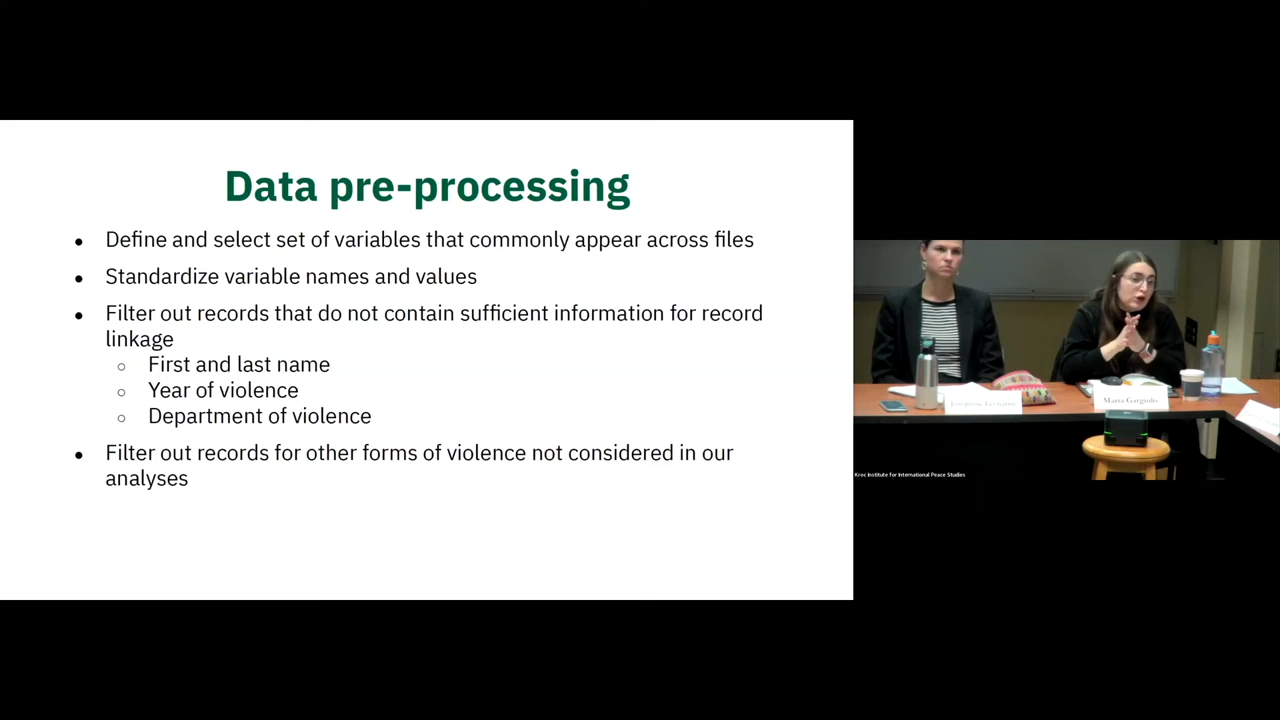 Data pre-processing
● Define and select set of variables that commonly appear across files
● Standardize variable names and values
● Filter out records that do not contain sufficient information for record
linkage
○ First and last name
○ Year of violence
○ Department of violence
● Filter out records for other forms of violence not considered in our
analyses
Maria Gargiulo
Kroc Institute for International Peace Studies